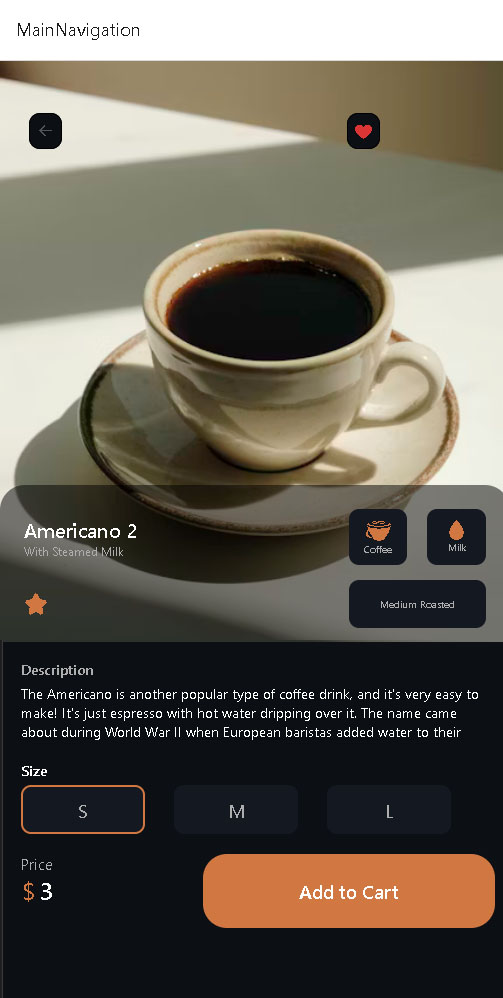 MainNavigation
Americano 2
With Steamed Milk
Coffee
Milk
Medium Roasted
Description
The Americano is another popular type of coffee drink, and it's very easy to
make! It's just espresso with hot water dripping over it. The name came
about during World War II when European baristas added water to their
Size
S
M
L
Price
$ 3
Add to Cart